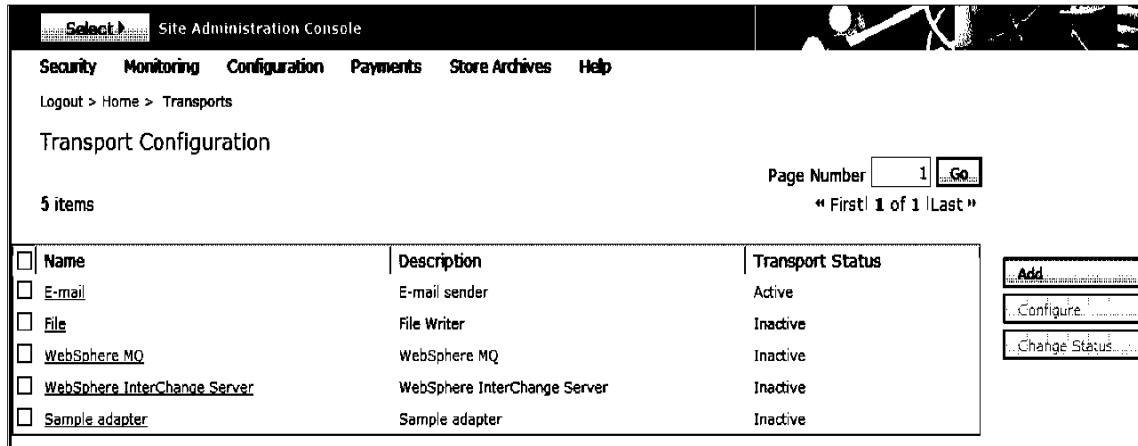 Select Site Administration Console
Security Monitoring Configuration Payments Store Archives Help
Logout > Home > Transports
Transport Configuration
Page Number 1 Go
5 items « First| 1 of 1 |Last »
Name Description Transport Status
E-mail E-mail sender Active
File File Writer Inactive
WebSphere MQ WebSphere MQ Inactive
WebSphere InterChange Server WebSphere InterChange Server Inactive
Sample adapter Sample adapter Inactive
Add
Configure
Change Status